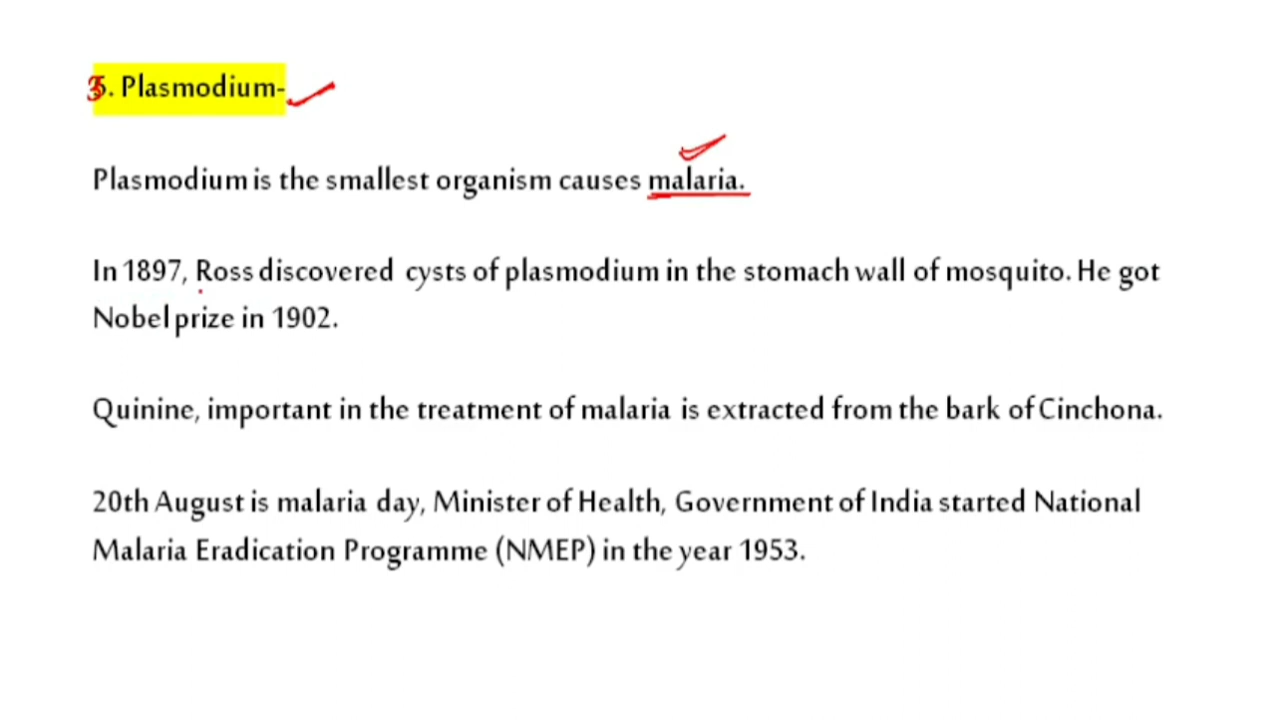 5. Plasmodium-
Plasmodium is the smallest organism causes malaria.
In 1897, Ross discovered cysts of plasmodium in the stomach wall of mosquito. He got
Nobel prize in 1902.
Quinine, important in the treatment of malaria is extracted from the bark of Cinchona.
20th August is malaria day, Minister of Health, Government of India started National
Malaria Eradication Programme (NMEP) in the year 1953.